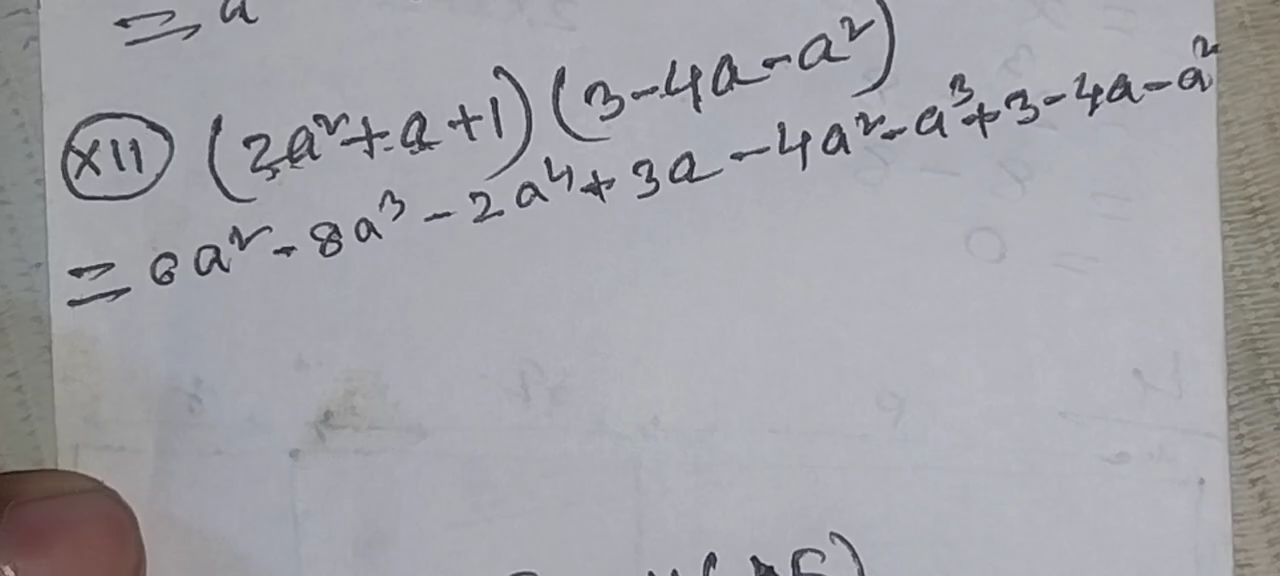 = a
(XII) (2a²+a+1)(3-4a-a²)
= 6a²-8a³-2a⁴+3a-4a²-a³+3-4a-a²